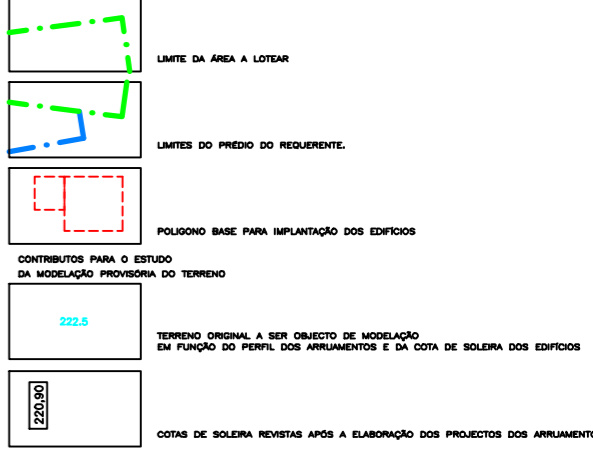 LIMITE DA ÁREA A LOTEAR
LIMITES DO PRÉDIO DO REQUERENTE.
POLIGONO BASE PARA IMPLANTAÇÃO DOS EDIFÍCIOS
CONTRIBUTOS PARA O ESTUDO
DA MODELAÇÃO PROVISÓRIA DO TERRENO
222.5
TERRENO ORIGINAL A SER OBJECTO DE MODELAÇÃO
EM FUNÇÃO DO PERFIL DOS ARRUAMENTOS E DA COTA DE SOLEIRA DOS EDIFÍCIOS
220,90
COTAS DE SOLEIRA REVISTAS APÓS A ELABORAÇÃO DOS PROJECTOS DOS ARRUAMENTO